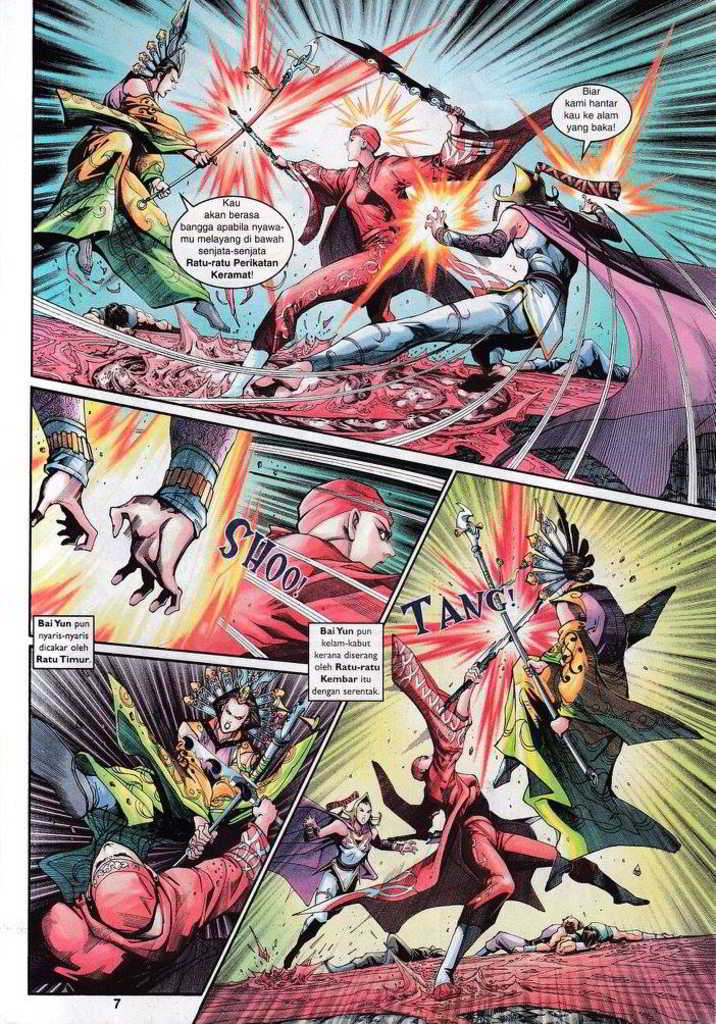 Biar
kami hantar
kau ke alam
yang baka!
Kau
akan berasa
bangga apabila nyawa-
mu melayang di bawah
senjata-senjata
Ratu-ratu Perikatan
Keramat!
SHOO!
Bai Yun pun
nyaris-nyaris
dicakar oleh
Ratu Timur.
Bai Yun pun
kelam-kabut
kerana diserang
oleh Ratu-ratu
Kembar itu
dengan serentak.
TANG!
7